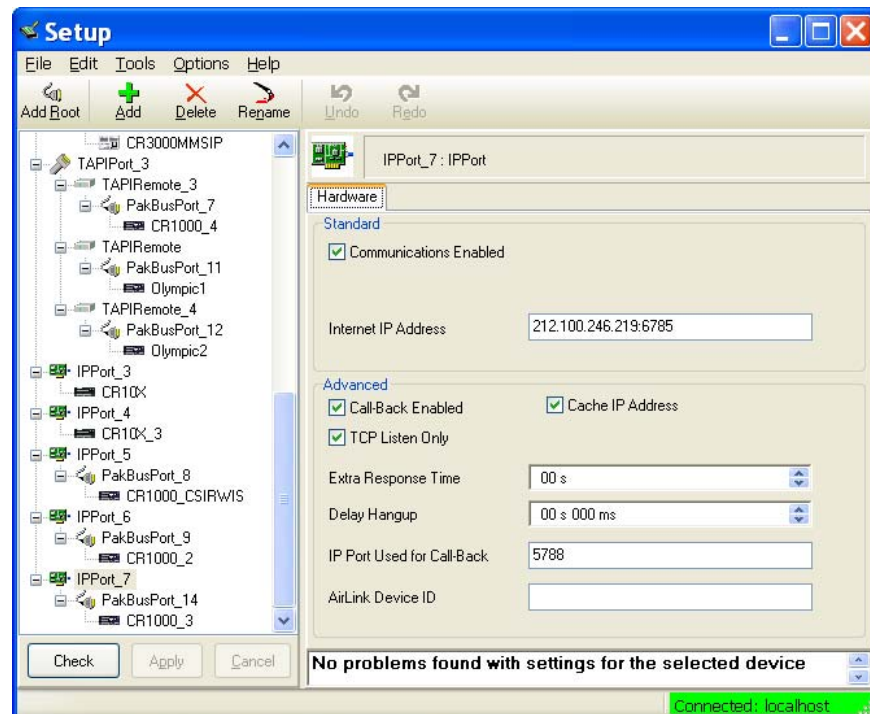 Setup
File Edit Tools Options Help
Add Root Add Delete Rename Undo Redo
CR3000MMSIP
TAPIPort_3
TAPIRemote_3
PakBusPort_7
CR1000_4
TAPIRemote
PakBusPort_11
Olympic1
TAPIRemote_4
PakBusPort_12
Olympic2
IPPort_3
CR10X
IPPort_4
CR10X_3
IPPort_5
PakBusPort_8
CR1000_CSIRWIS
IPPort_6
PakBusPort_9
CR1000_2
IPPort_7
PakBusPort_14
CR1000_3
Check Apply Cancel
IPPort_7 : IPPort
Hardware
Standard
Communications Enabled
Internet IP Address 212.100.246.219:6785
Advanced
Call-Back Enabled Cache IP Address
TCP Listen Only
Extra Response Time 00 s
Delay Hangup 00 s 000 ms
IP Port Used for Call-Back 5788
AirLink Device ID
No problems found with settings for the selected device
Connected: localhost